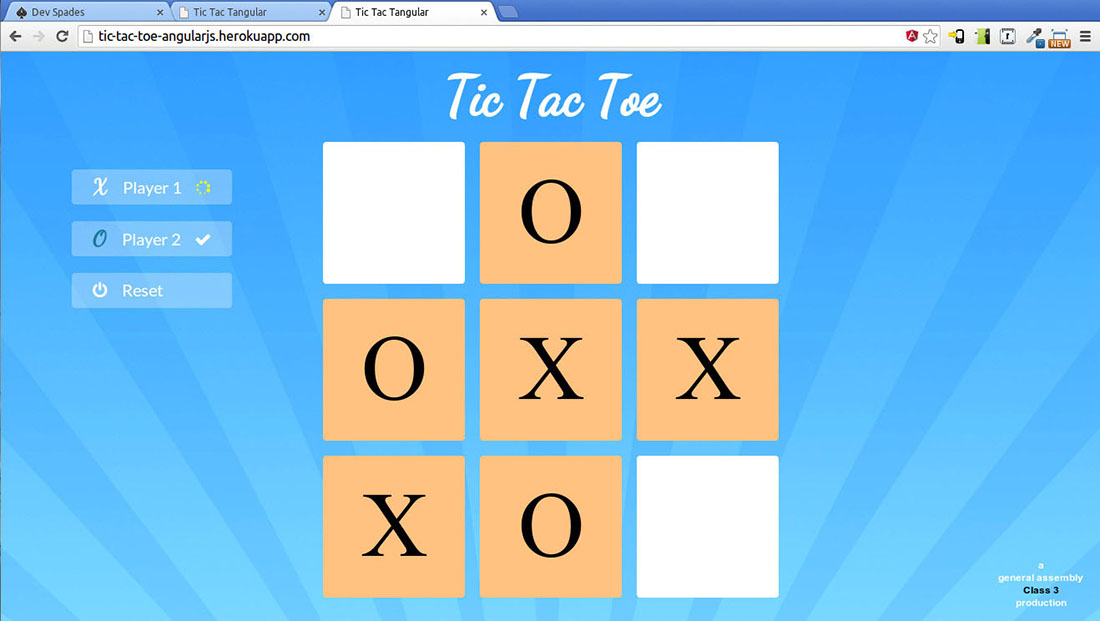 Dev Spades
Tic Tac Tangular
Tic Tac Tangular
tic-tac-toe-angularjs.herokuapp.com
NEW
Tic Tac Toe
X Player 1
O Player 2
Reset
O
O X X
X O
a
general assembly
Class 3
production